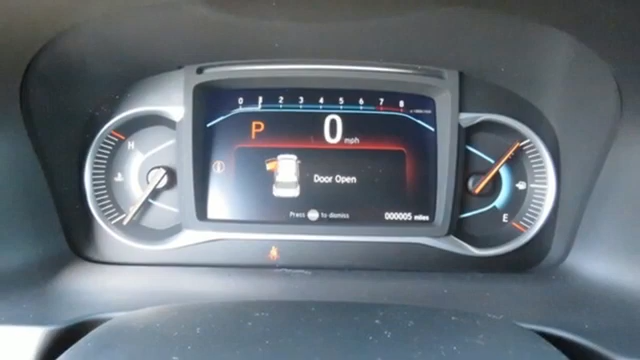 0 1 2 3 4 5 6 7 8
P 0 mph
H
Door Open
Press to dismiss 000005 miles
E